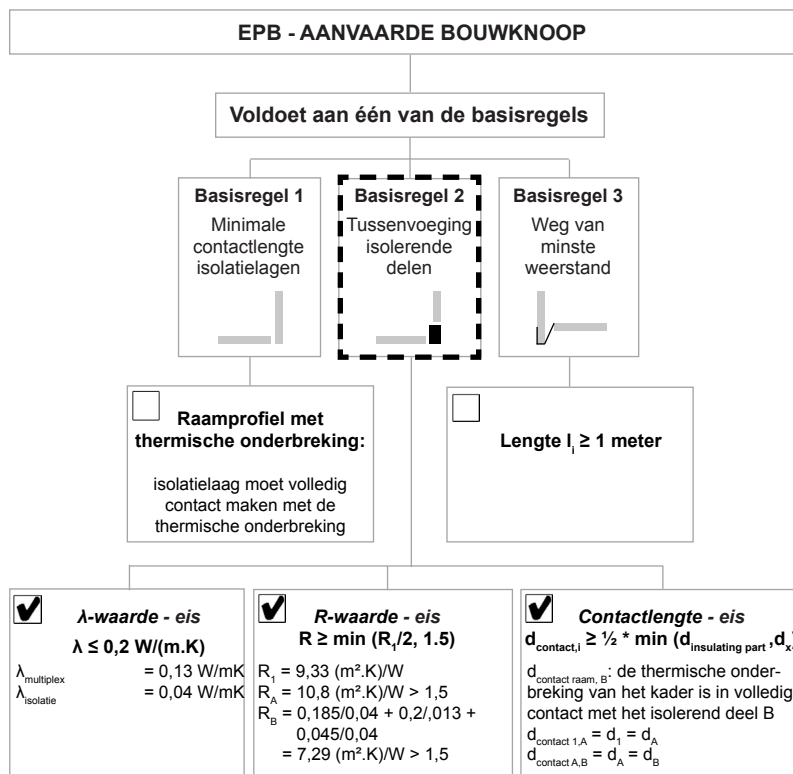 EPB - AANVAARDE BOUWKNOOP
Voldoet aan één van de basisregels
Basisregel 1
Minimale
contactlengte
isolatielagen
Basisregel 2
Tussenvoeging
isolerende
delen
Basisregel 3
Weg van
minste
weerstand
Raamprofiel met
thermische onderbreking:
isolatielaag moet volledig
contact maken met de
thermische onderbreking
Lengte l_i ≥ 1 meter
λ-waarde - eis
λ ≤ 0,2 W/(m.K)
λ_multiplex = 0,13 W/mK
λ_isolatie = 0,04 W/mK
R-waarde - eis
R ≥ min (R_1/2, 1.5)
R_1 = 9,33 (m².K)/W
R_A = 10,8 (m².K)/W > 1,5
R_B = 0,185/0,04 + 0,2/,013 +
0,045/0,04
= 7,29 (m².K)/W > 1,5
Contactlengte - eis
d_contact,i ≥ ½ * min (d_insulating part ,d_x)
d_contact raam, B: de thermische onder-
breking van het kader is in volledig
contact met het isolerend deel B
d_contact 1,A = d_1 = d_A
d_contact A,B = d_A = d_B